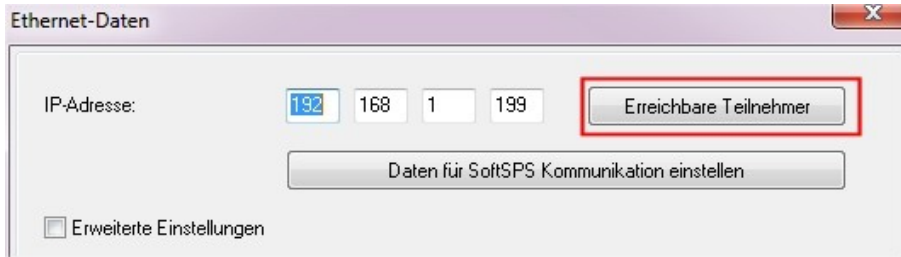 Ethernet-Daten
IP-Adresse: 192 168 1 199 Erreichbare Teilnehmer
Daten für SoftSPS Kommunikation einstellen
Erweiterte Einstellungen